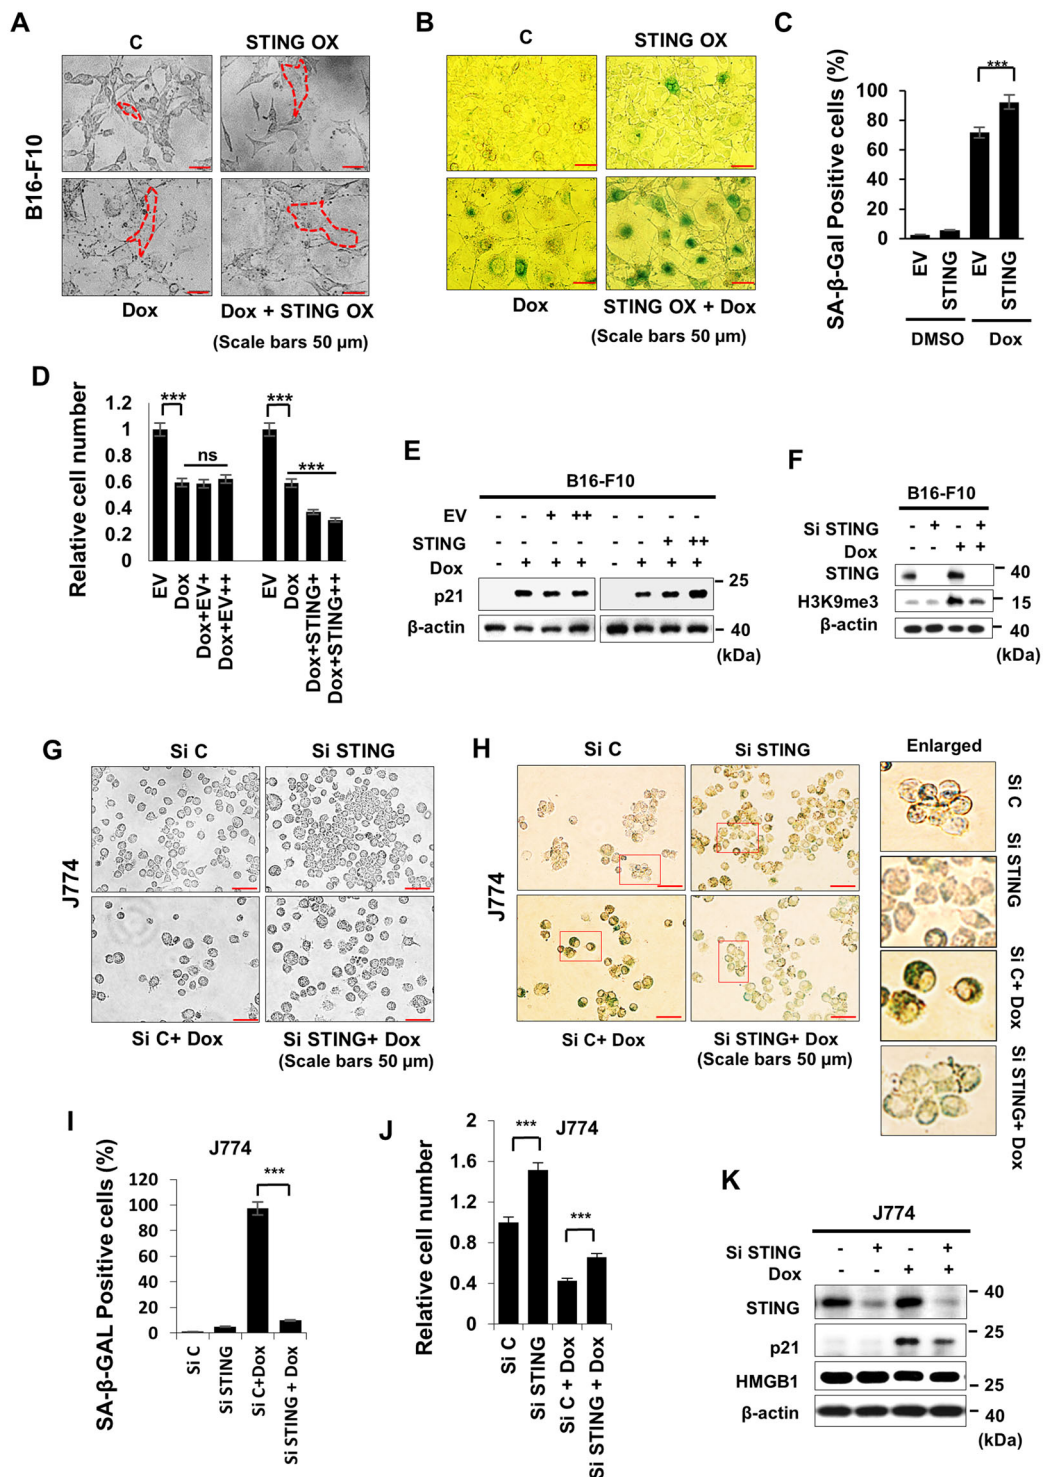 A
C
STING OX
B16-F10
Dox
Dox + STING OX
(Scale bars 50 µm)
B
C
STING OX
Dox
STING OX + Dox
(Scale bars 50 µm)
C
SA-β-Gal Positive cells (%)
100
80
60
40
20
0
***
EV
STING
EV
STING
DMSO
Dox
D
Relative cell number
1.2
1
0.8
0.6
0.4
0.2
0
***
ns
***
***
EV
Dox
Dox+EV+
Dox+EV++
EV
Dox
Dox+STING+
Dox+STING++
E
B16-F10
EV - - + ++ - - - -
STING - - - - - - + ++
Dox - + + + - + + +
p21
25
β-actin
40
(kDa)
F
B16-F10
Si STING - + - +
Dox - - + +
STING
40
H3K9me3
15
β-actin
40
(kDa)
G
Si C
Si STING
J774
Si C+ Dox
Si STING+ Dox
(Scale bars 50 µm)
H
Si C
Si STING
J774
Si C+ Dox
Si STING+ Dox
(Scale bars 50 µm)
Enlarged
Si C
Si STING
Si C+ Dox
Si STING+ Dox
I
J774
SA-β-GAL Positive cells (%)
120
100
80
60
40
20
0
***
Si C
Si STING
Si C+Dox
Si STING + Dox
J
J774
Relative cell number
2
1.6
1.2
0.8
0.4
0
***
***
Si C
Si STING
Si C + Dox
Si STING + Dox
K
J774
Si STING - + - +
Dox - - + +
STING
40
p21
25
HMGB1
25
β-actin
40
(kDa)